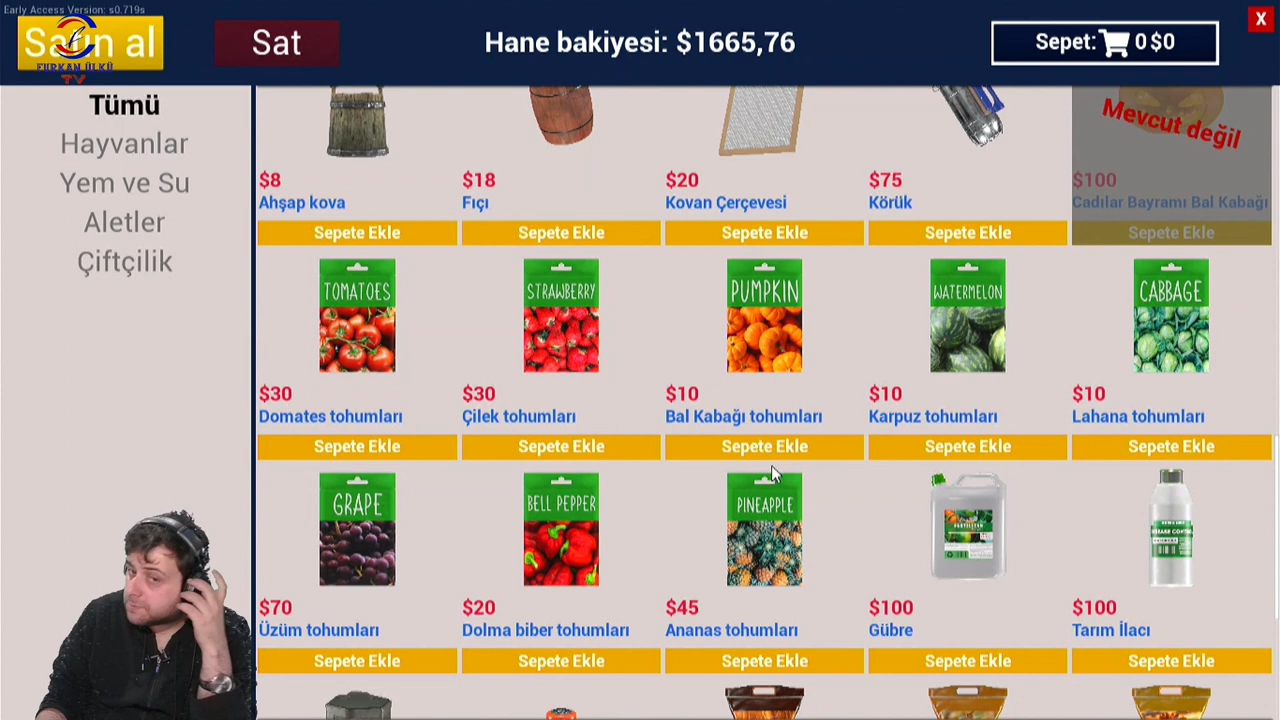 Early Access Version: s0.719s
Satın al
FURKAN ÜLKÜ
TV
Sat
Hane bakiyesi: $1665,76
Sepet: 0 $0
X
Tümü
Hayvanlar
Yem ve Su
Aletler
Çiftçilik
Mevcut değil
$8
$18
$20
$75
$100
Ahşap kova
Fıçı
Kovan Çerçevesi
Körük
Cadılar Bayramı Bal Kabağı
Sepete Ekle
Sepete Ekle
Sepete Ekle
Sepete Ekle
Sepete Ekle
TOMATOES
STRAWBERRY
PUMPKIN
WATERMELON
CABBAGE
$30
$30
$10
$10
$10
Domates tohumları
Çilek tohumları
Bal Kabağı tohumları
Karpuz tohumları
Lahana tohumları
Sepete Ekle
Sepete Ekle
Sepete Ekle
Sepete Ekle
Sepete Ekle
GRAPE
BELL PEPPER
PINEAPPLE
$70
$20
$45
$100
$100
Üzüm tohumları
Dolma biber tohumları
Ananas tohumları
Gübre
Tarım İlacı
Sepete Ekle
Sepete Ekle
Sepete Ekle
Sepete Ekle
Sepete Ekle